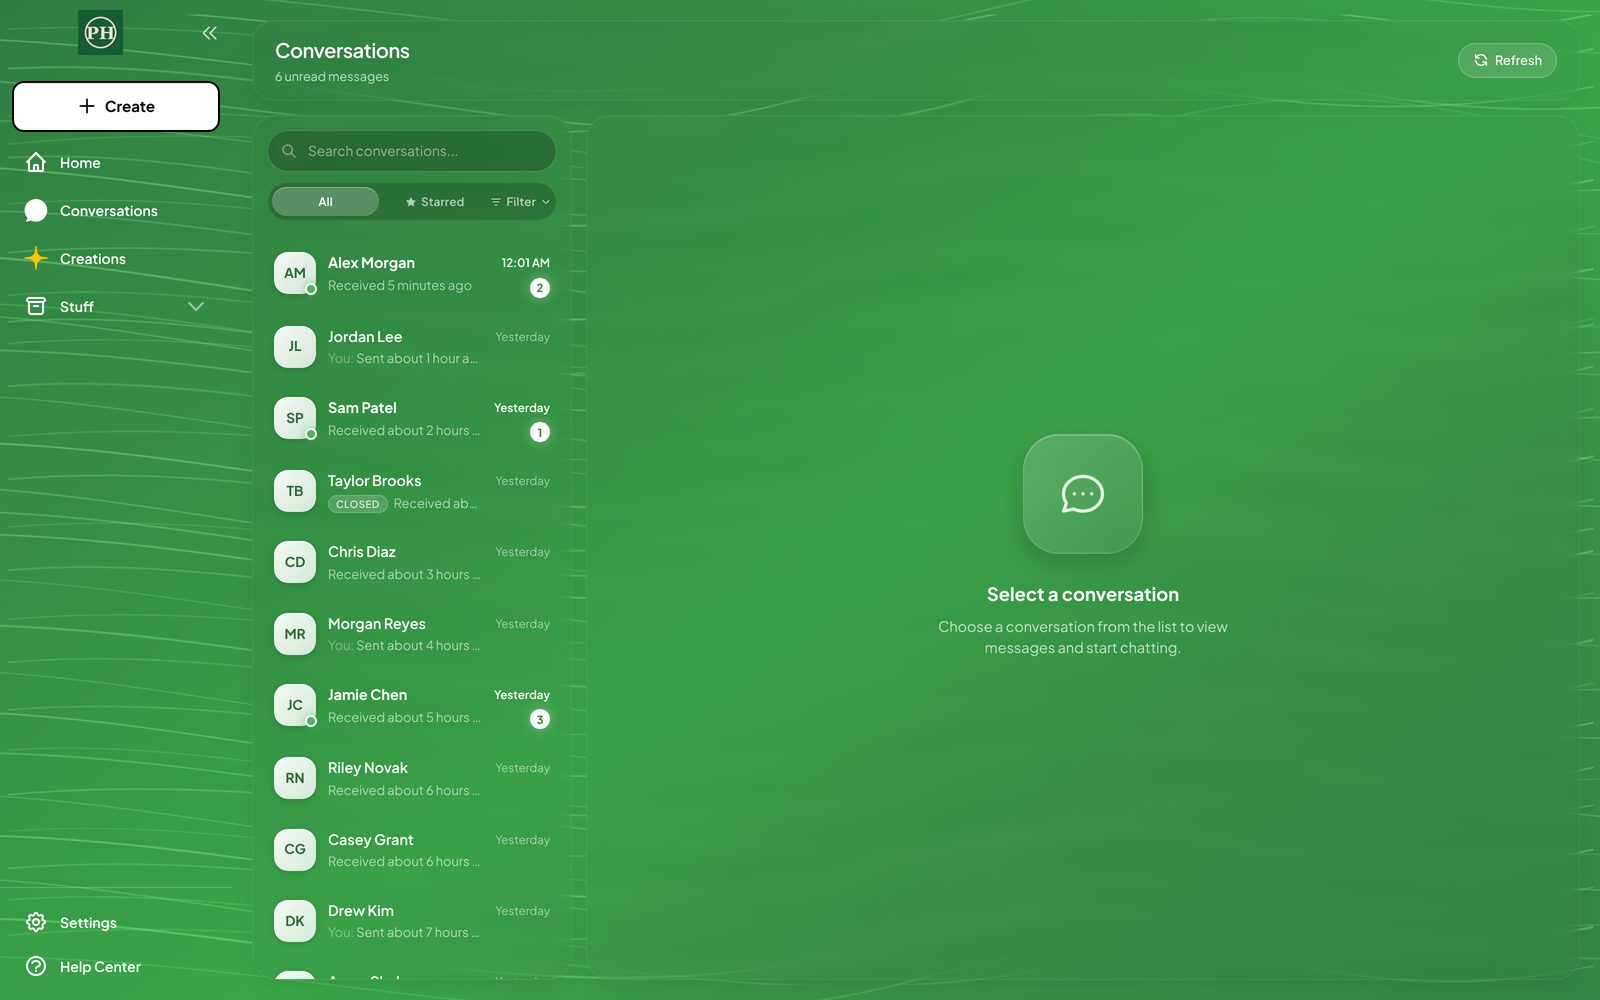 PH
Create
Home
Conversations
Creations
Stuff
Settings
Help Center
Conversations
6 unread messages
Refresh
Search conversations...
All
Starred
Filter
AM
Alex Morgan
12:01 AM
Received 5 minutes ago
2
JL
Jordan Lee
Yesterday
You: Sent about 1 hour a...
SP
Sam Patel
Yesterday
Received about 2 hours ...
1
TB
Taylor Brooks
Yesterday
CLOSED Received ab...
CD
Chris Diaz
Yesterday
Received about 3 hours ...
MR
Morgan Reyes
Yesterday
You: Sent about 4 hours ...
JC
Jamie Chen
Yesterday
Received about 5 hours ...
3
RN
Riley Novak
Yesterday
Received about 6 hours ...
CG
Casey Grant
Yesterday
Received about 6 hours ...
DK
Drew Kim
Yesterday
You: Sent about 7 hours ...
Select a conversation
Choose a conversation from the list to view
messages and start chatting.